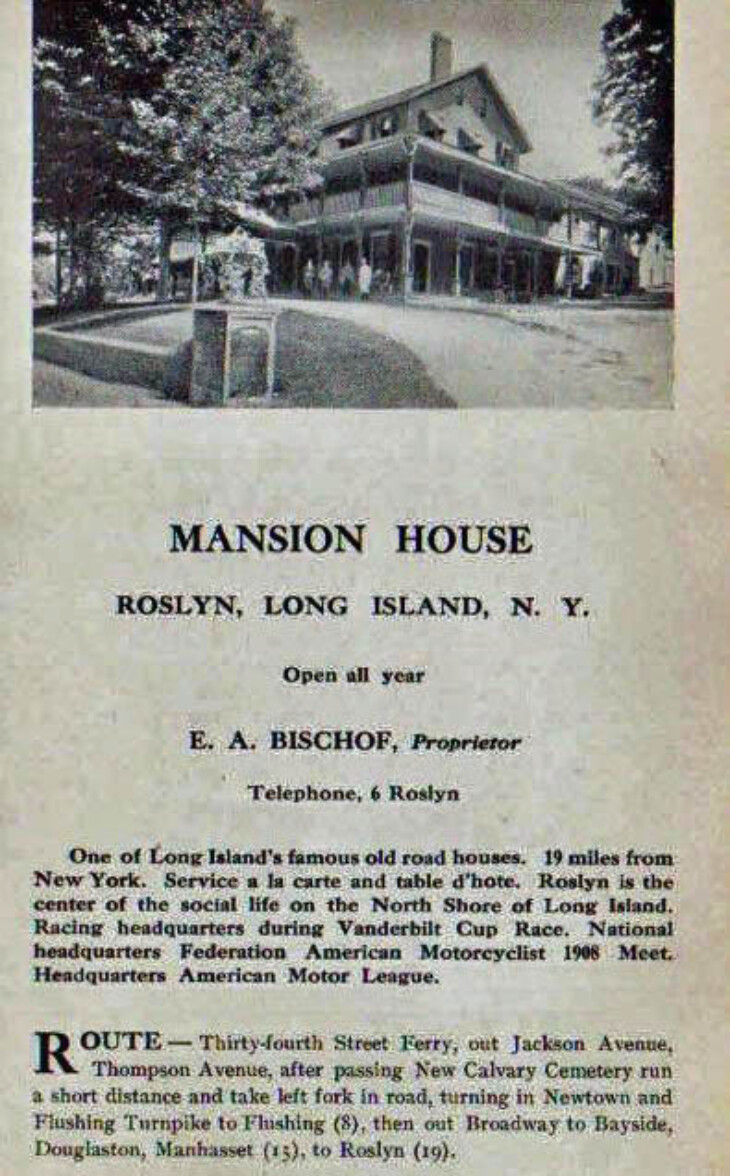 MANSION HOUSE
ROSLYN, LONG ISLAND, N. Y.
Open all year
E. A. BISCHOF, Proprietor
Telephone, 6 Roslyn
One of Long Island's famous old road houses. 19 miles from
New York. Service a la carte and table d'hote. Roslyn is the
center of the social life on the North Shore of Long Island.
Racing headquarters during Vanderbilt Cup Race. National
headquarters Federation American Motorcyclist 1908 Meet.
Headquarters American Motor League.
ROUTE — Thirty-fourth Street Ferry, out Jackson Avenue,
Thompson Avenue, after passing New Calvary Cemetery run
a short distance and take left fork in road, turning in Newtown and
Flushing Turnpike to Flushing (8), then out Broadway to Bayside,
Douglaston, Manhasset (15), to Roslyn (19).